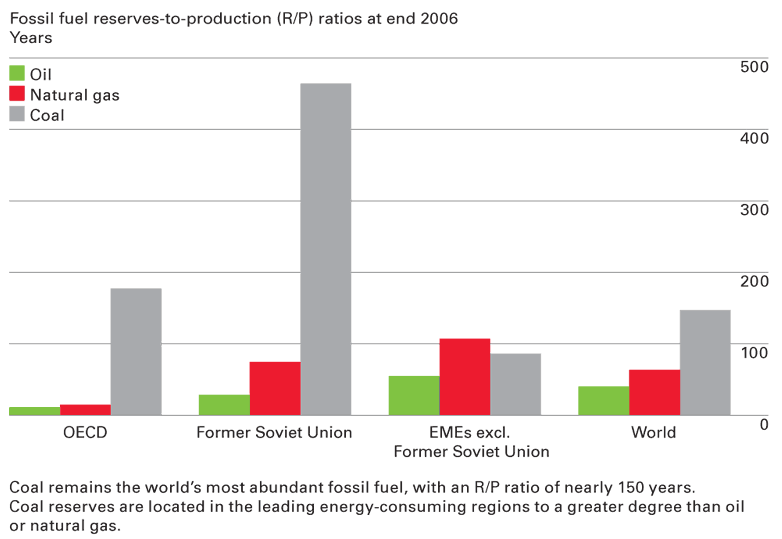 Fossil fuel reserves-to-production (R/P) ratios at end 2006
Years
500
Oil
Natural gas
Coal
400
300
200
100
0
OECD
Former Soviet Union
EMEs excl.
Former Soviet Union
World
Coal remains the world’s most abundant fossil fuel, with an R/P ratio of nearly 150 years.
Coal reserves are located in the leading energy-consuming regions to a greater degree than oil
or natural gas.